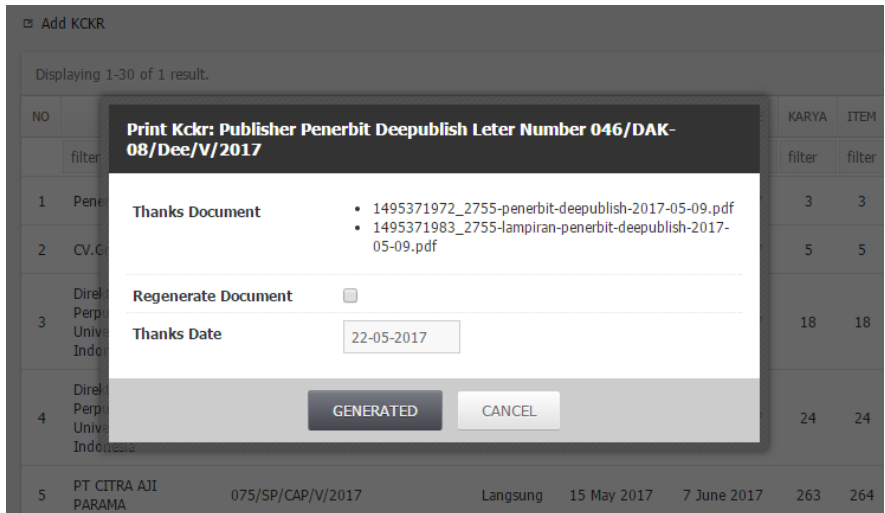 Add KCKR
Displaying 1-30 of 1 result.
NO KARYA ITEM
filter filter filter
Print Kckr: Publisher Penerbit Deepublish Leter Number 046/DAK-
08/Dee/V/2017
Thanks Document
• 1495371972_2755-penerbit-deepublish-2017-05-09.pdf
• 1495371983_2755-lampiran-penerbit-deepublish-2017-
05-09.pdf
Regenerate Document
Thanks Date 22-05-2017
GENERATED CANCEL
1 3 3
2 5 5
3 18 18
4 24 24
Indonesia
5 PT CITRA AJI
PARAMA 075/SP/CAP/V/2017 Langsung 15 May 2017 7 June 2017 263 264